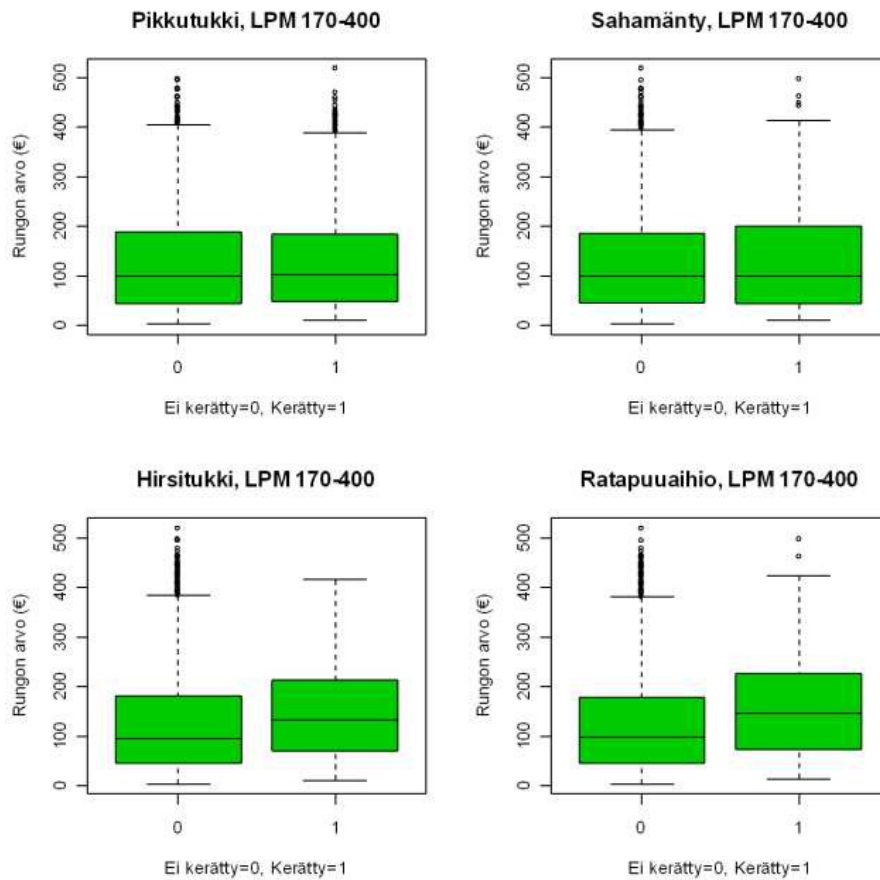 Pikkutukki, LPM 170-400
Rungon arvo (€)
500
400
300
200
100
0
0
1
Ei kerätty=0, Kerätty=1
Sahamänty, LPM 170-400
Rungon arvo (€)
500
400
300
200
100
0
0
1
Ei kerätty=0, Kerätty=1
Hirsitukki, LPM 170-400
Rungon arvo (€)
500
400
300
200
100
0
0
1
Ei kerätty=0, Kerätty=1
Ratapuuaihio, LPM 170-400
Rungon arvo (€)
500
400
300
200
100
0
0
1
Ei kerätty=0, Kerätty=1